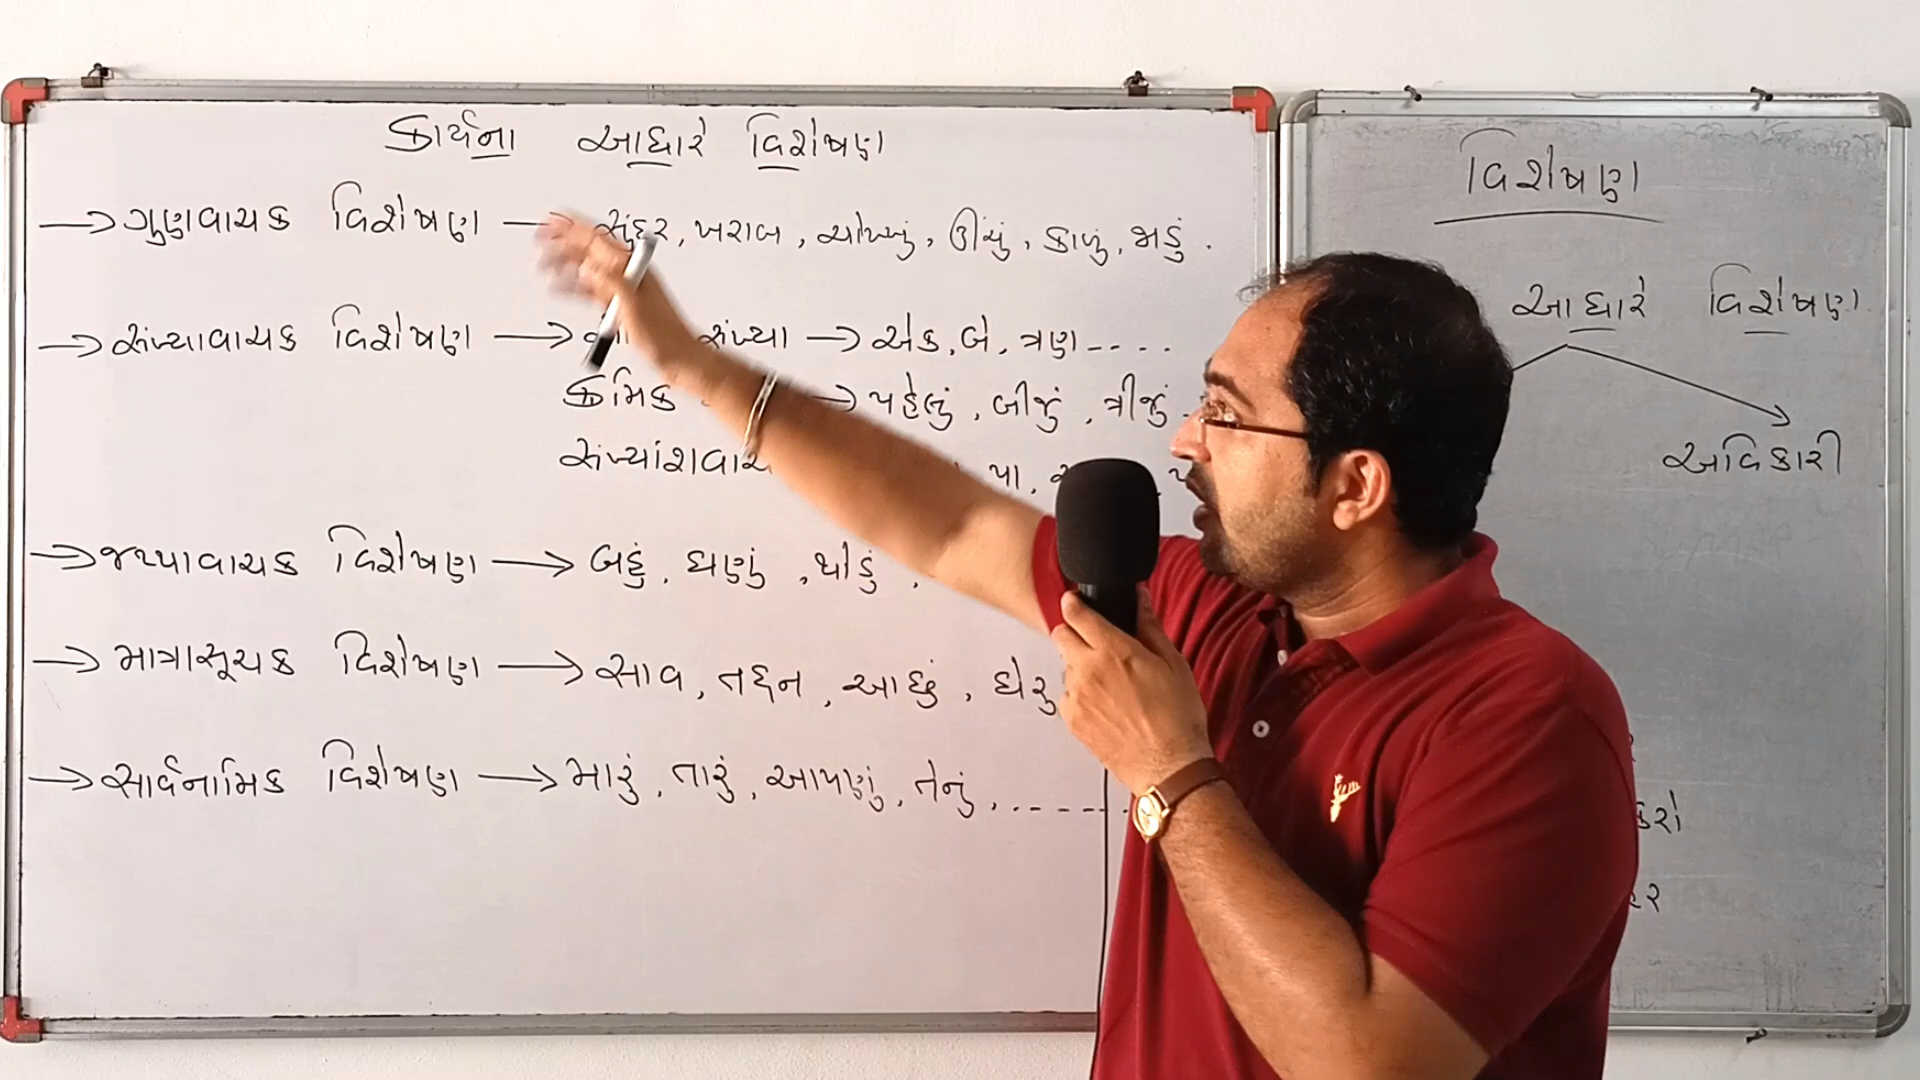 કાર્યના આધારે વિશેષણ
→ ગુણવાચક વિશેષણ → સુંદર, ખરાબ, ચોખ્ખું, ઊંચું, કાળું, જાડું.
→ સંખ્યાવાચક વિશેષણ → સંખ્યા → એક, બે, ત્રણ ----
ક્રમિક → પહેલું, બીજું, ત્રીજું
સંખ્યાંશવાચ પા,
→ જથ્થાવાચક વિશેષણ → બહું, ઘણું, થોડું,
→ માત્રાસૂચક વિશેષણ → સાવ, તદ્દન, આછું, ઘેરુ
→ સાર્વનામિક વિશેષણ → મારું, તારું, આપણું, તેનું, ------
વિશેષણ
આધારે વિશેષણ
અવિકારી
કરો